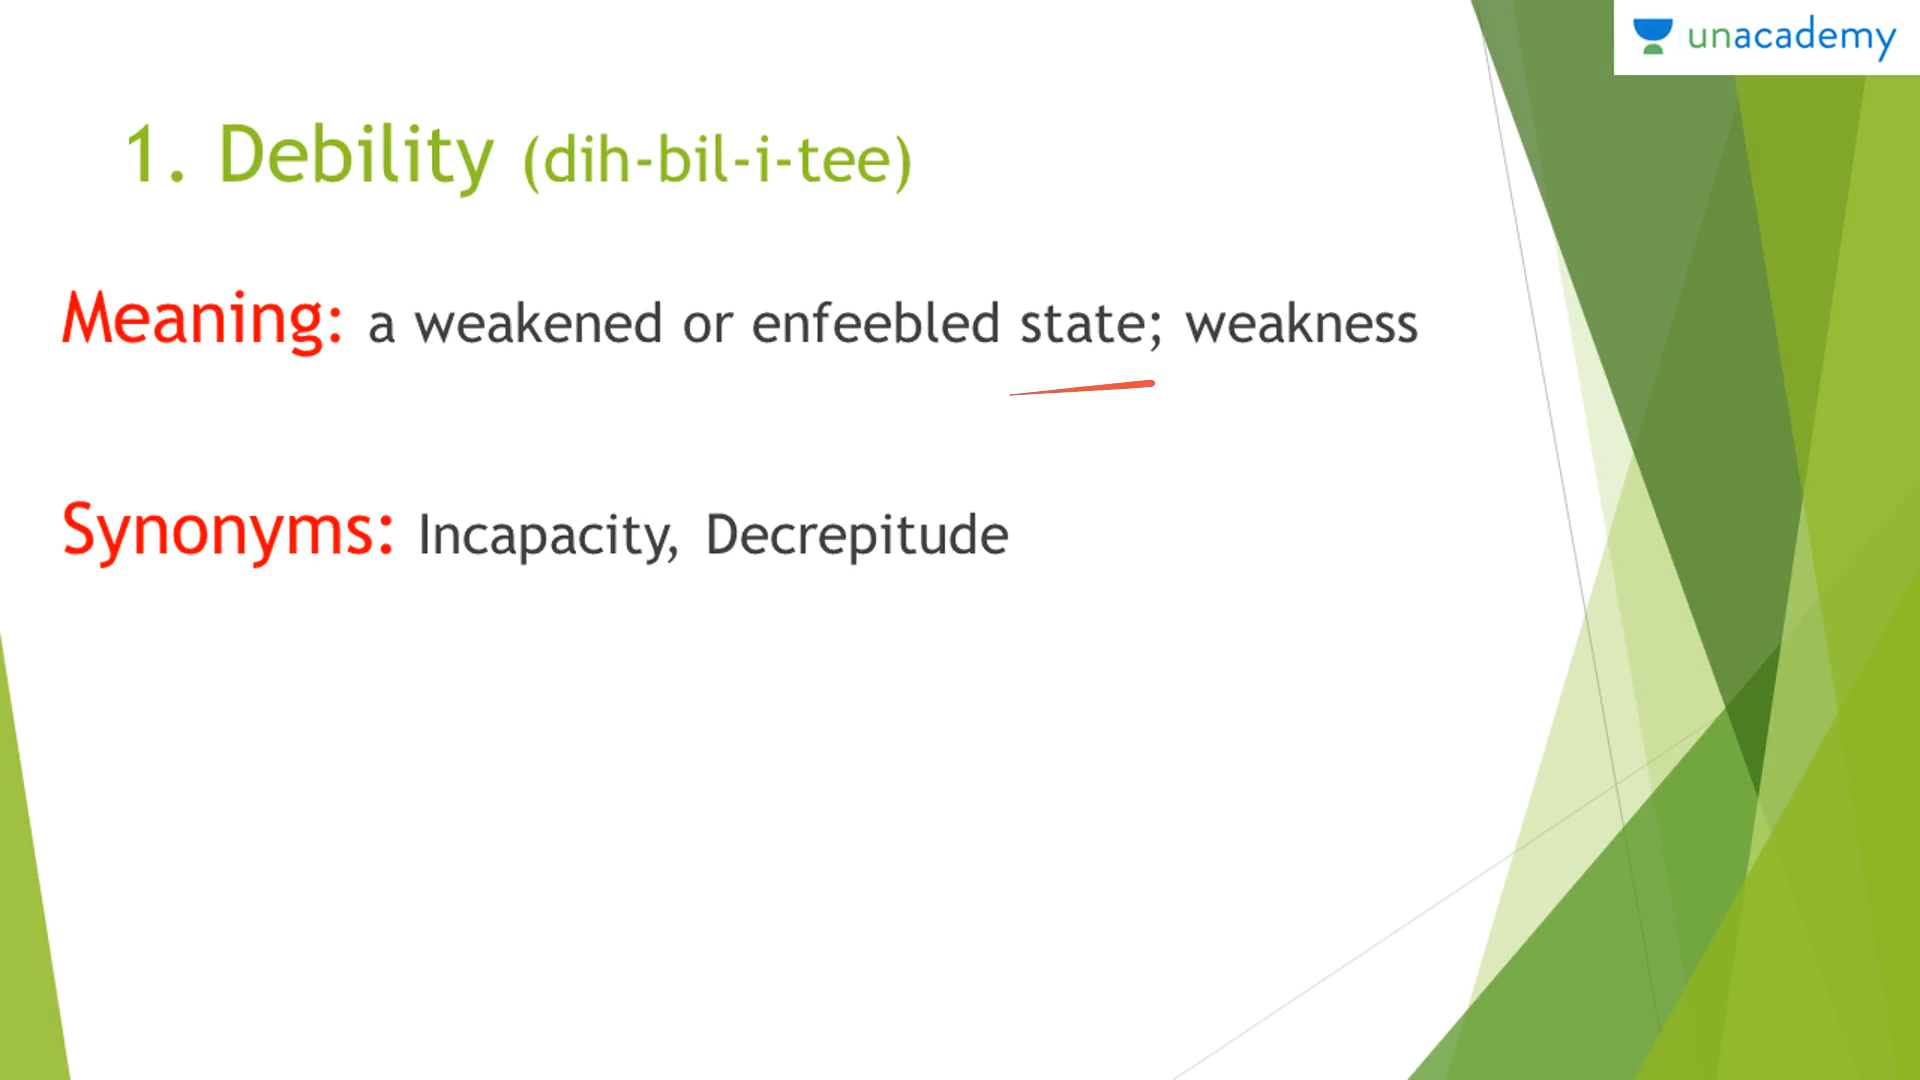 unacademy
1. Debility (dih-bil-i-tee)
Meaning: a weakened or enfeebled state; weakness
Synonyms: Incapacity, Decrepitude